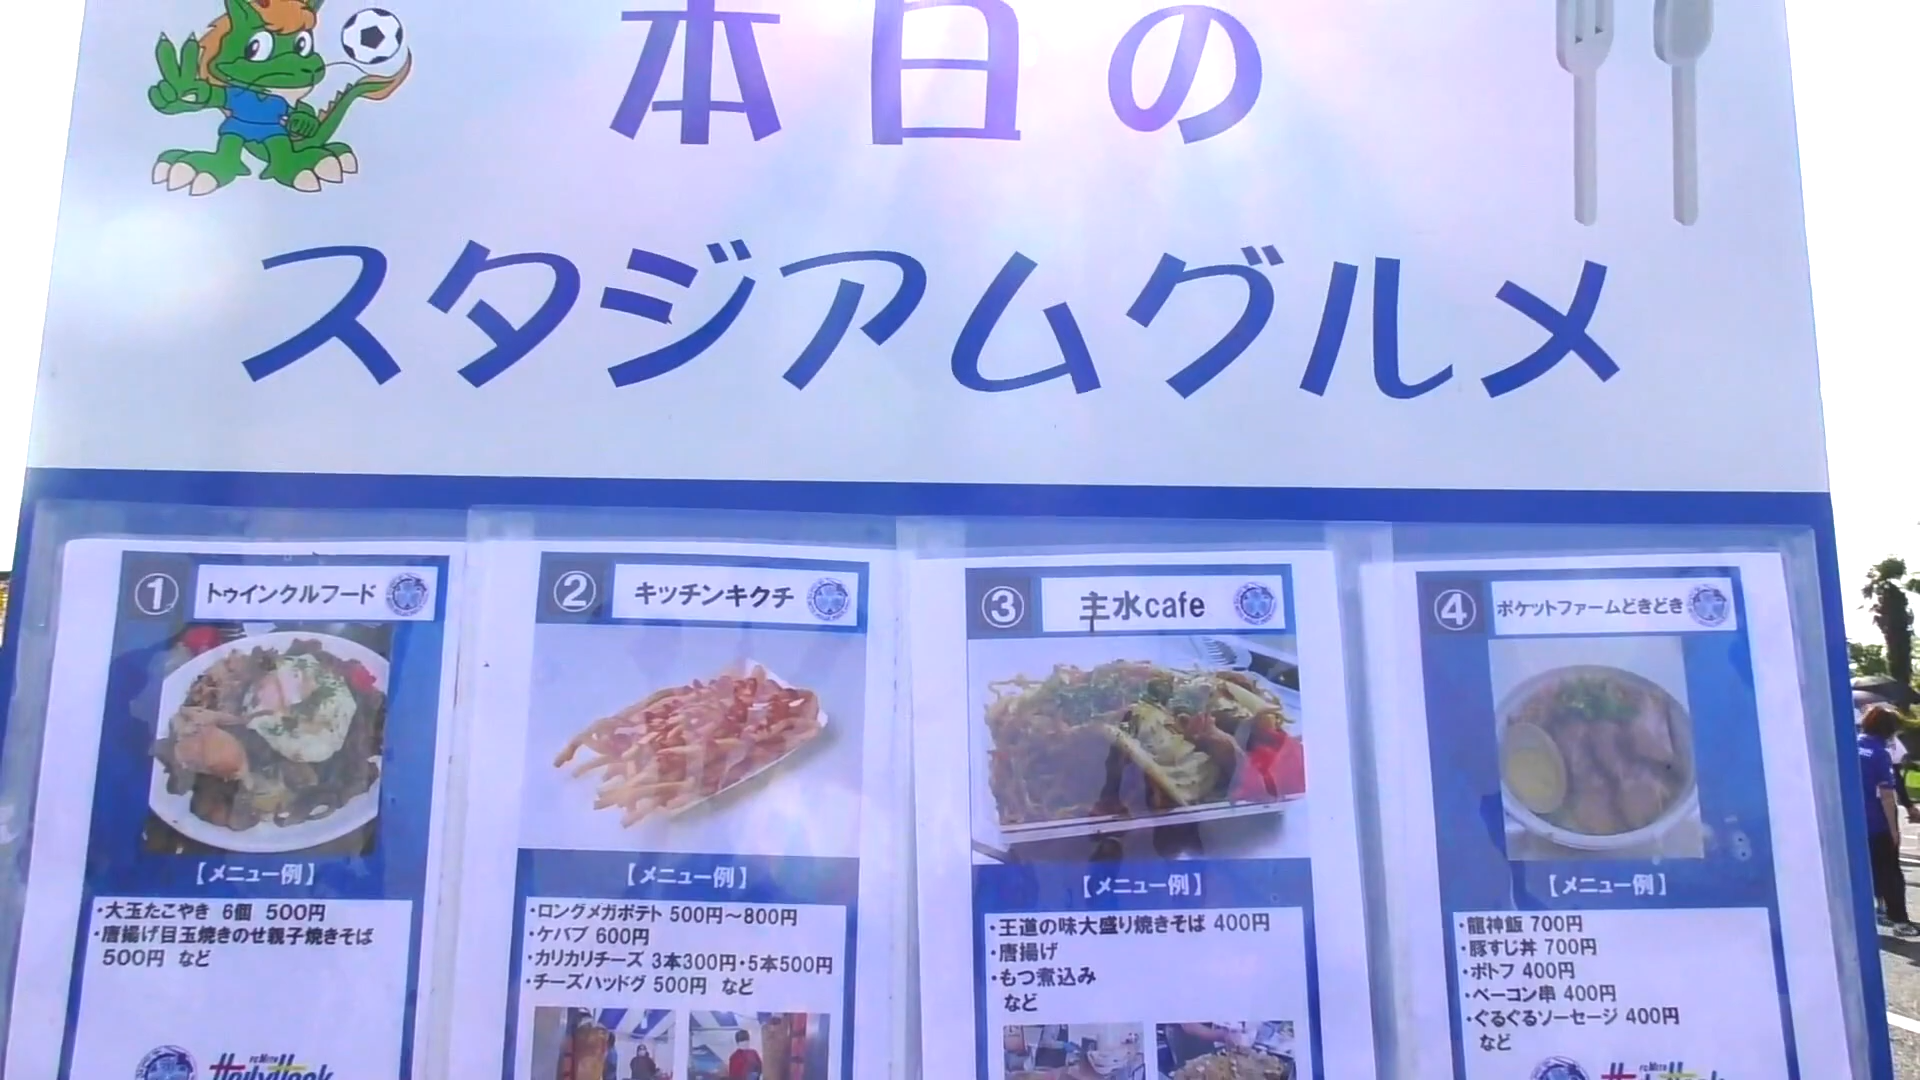 本日の
スタジアムグルメ
① トゥインクルフード
【メニュー例】
・大玉たこやき 6個 500円
・唐揚げ目玉焼きのせ親子焼きそば
500円 など
② キッチンキクチ
【メニュー例】
・ロングメガポテト 500円～800円
・ケバブ 600円
・カリカリチーズ 3本300円・5本500円
・チーズハッドグ 500円 など
③ 主水cafe
【メニュー例】
・王道の味大盛り焼きそば 400円
・唐揚げ
・もつ煮込み
など
④ ポケットファームどきどき
【メニュー例】
・龍神飯 700円
・豚すじ丼 700円
・ポトフ 400円
・ベーコン串 400円
・ぐるぐるソーセージ 400円
など